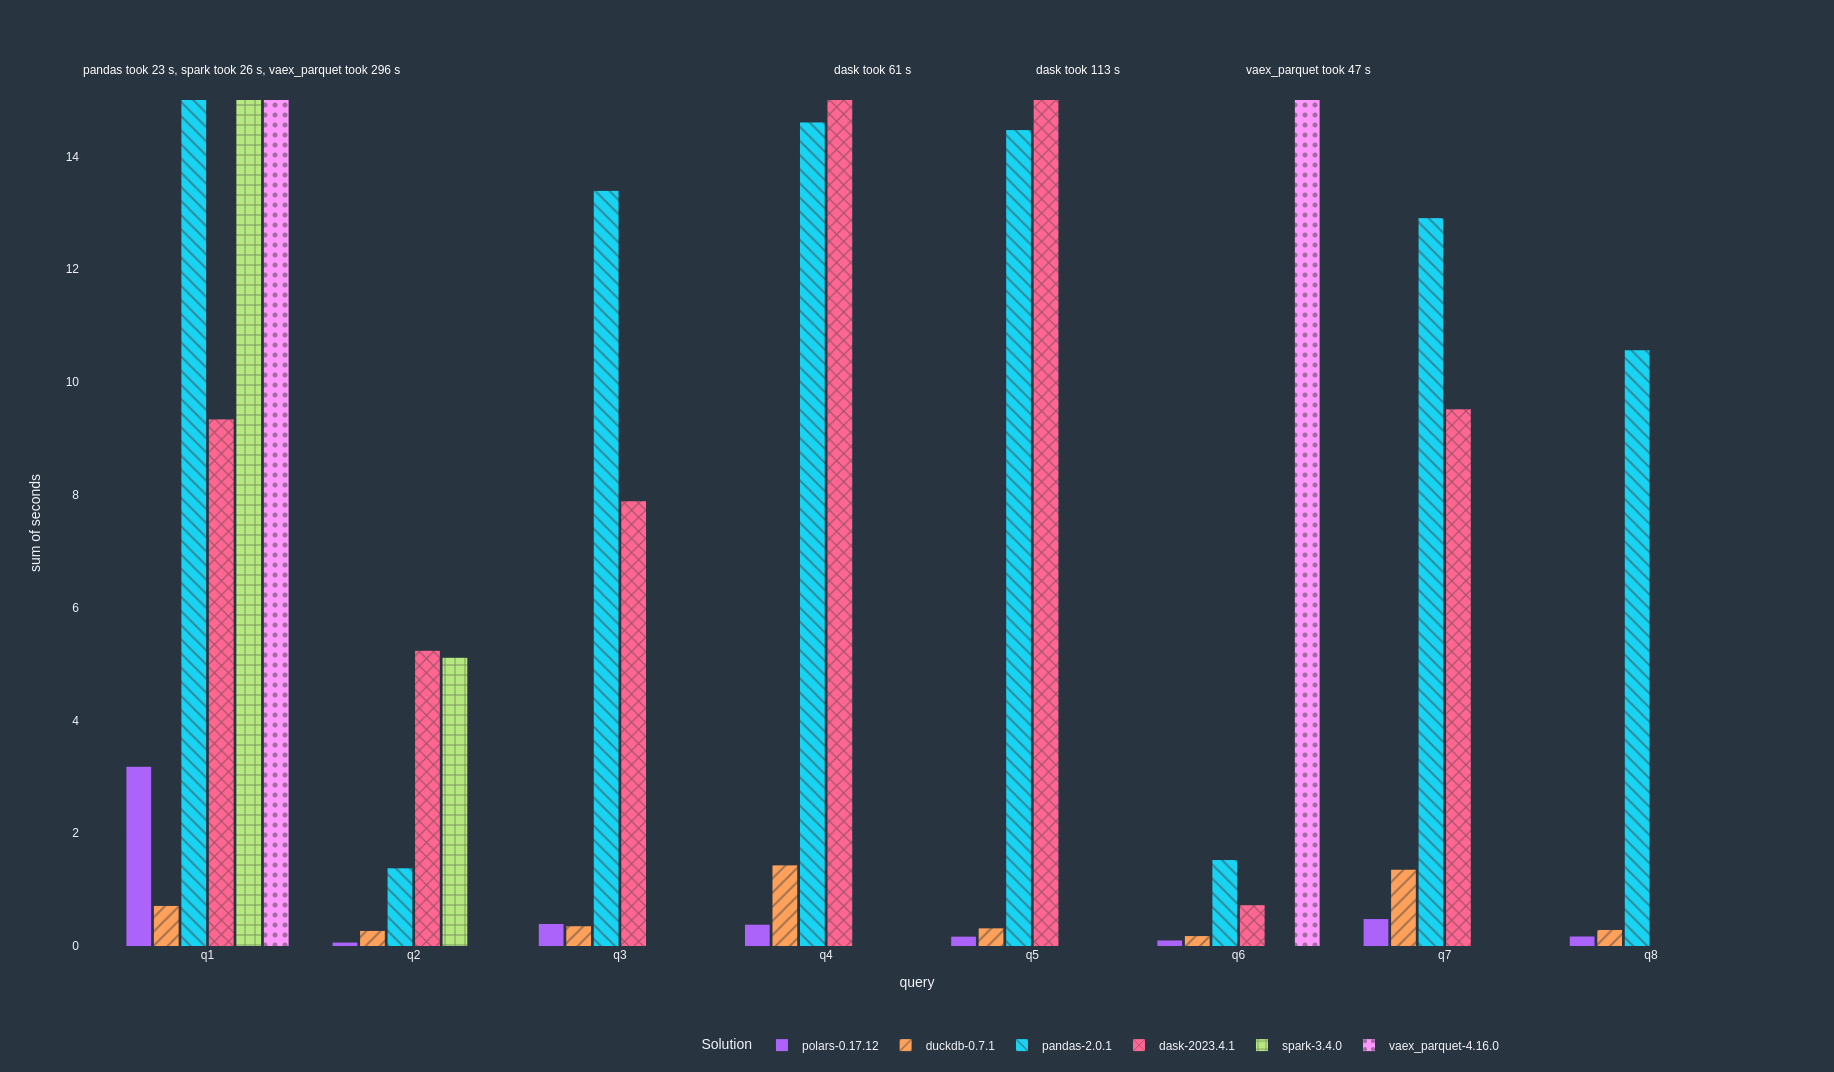 pandas took 23 s, spark took 26 s, vaex_parquet took 296 s
dask took 61 s
dask took 113 s
vaex_parquet took 47 s
14
12
10
8
6
4
2
0
sum of seconds
q1
q2
q3
q4
q5
q6
q7
q8
query
Solution
polars-0.17.12
duckdb-0.7.1
pandas-2.0.1
dask-2023.4.1
spark-3.4.0
vaex_parquet-4.16.0